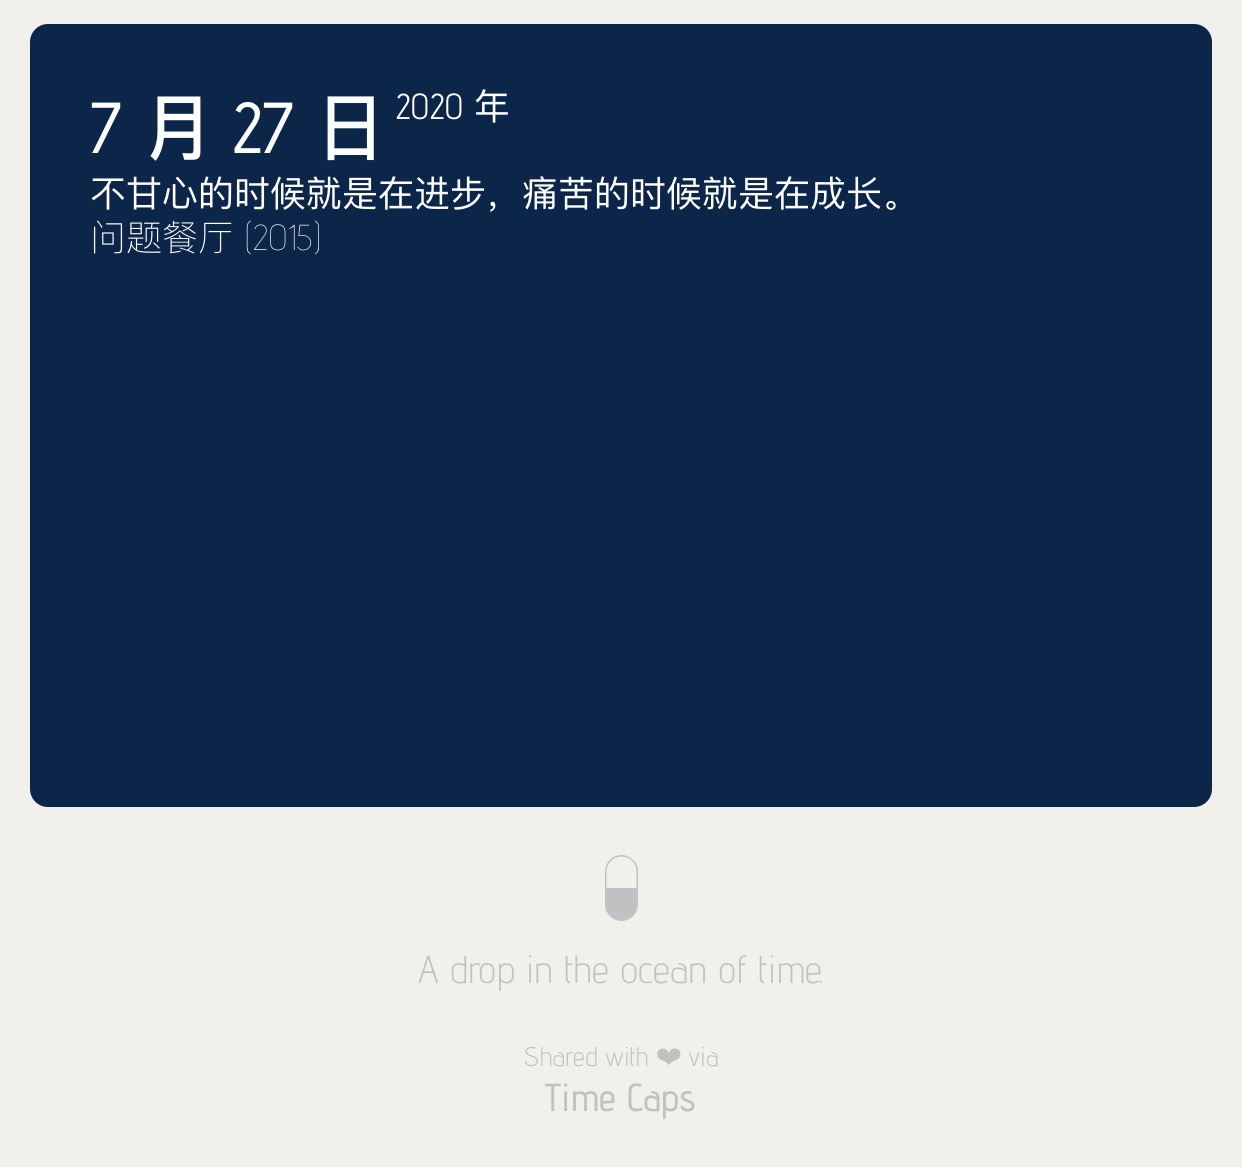 7 月 27 日 2020 年
不甘心的时候就是在进步，痛苦的时候就是在成长。
问题餐厅 (2015)
A drop in the ocean of time.
Shared with ❤ via
Time Caps